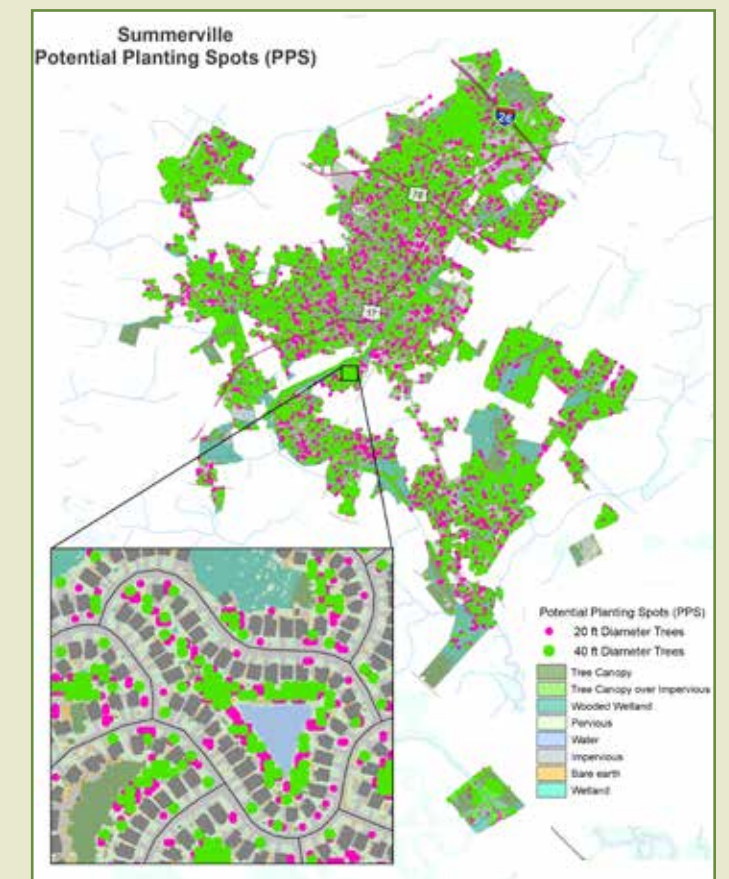 Summerville
Potential Planting Spots (PPS)
26
78
17
Potential Planting Spots (PPS)
20 ft Diameter Trees
40 ft Diameter Trees
Tree Canopy
Tree Canopy over Impervious
Wooded Wetland
Pervious
Water
Impervious
Bare earth
Wetland